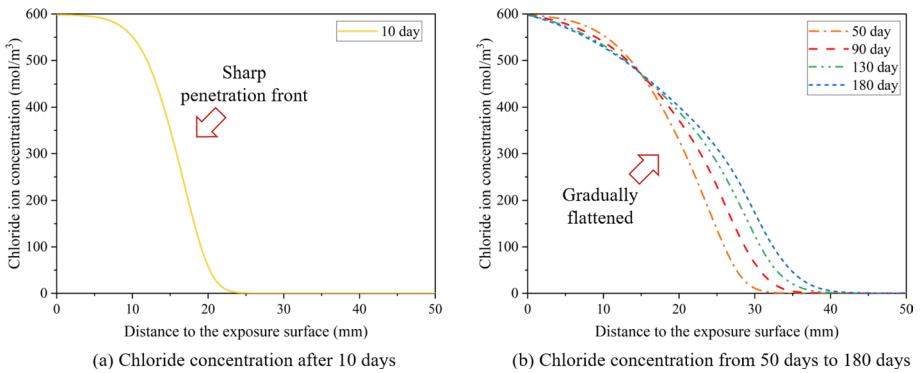 600
500
400
300
200
100
0
Chloride ion concentration (mol/m³)
10 day
Sharp
penetration front
0 10 20 30 40 50
Distance to the exposure surface (mm)
(a) Chloride concentration after 10 days
600
500
400
300
200
100
0
Chloride ion concentration (mol/m³)
50 day
90 day
130 day
180 day
Gradually
flattened
0 10 20 30 40 50
Distance to the exposure surface (mm)
(b) Chloride concentration from 50 days to 180 days